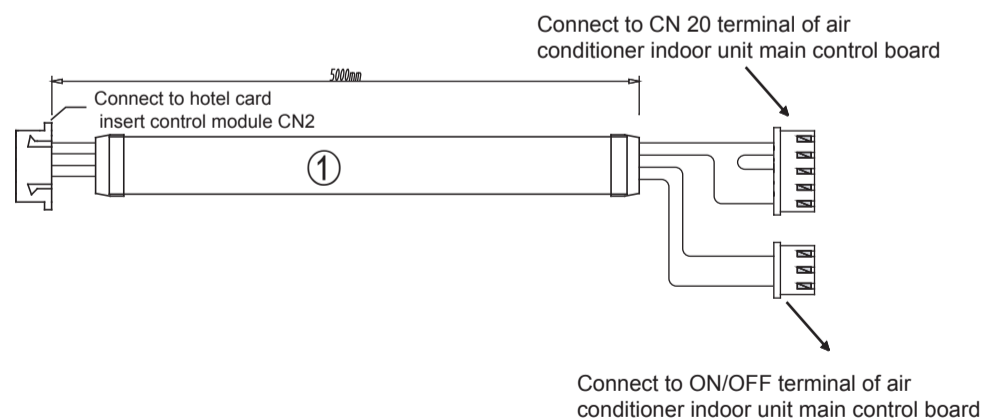 Connect to CN 20 terminal of air
conditioner indoor unit main control board
5000mm
Connect to hotel card
insert control module CN2
①
Connect to ON/OFF terminal of air
conditioner indoor unit main control board